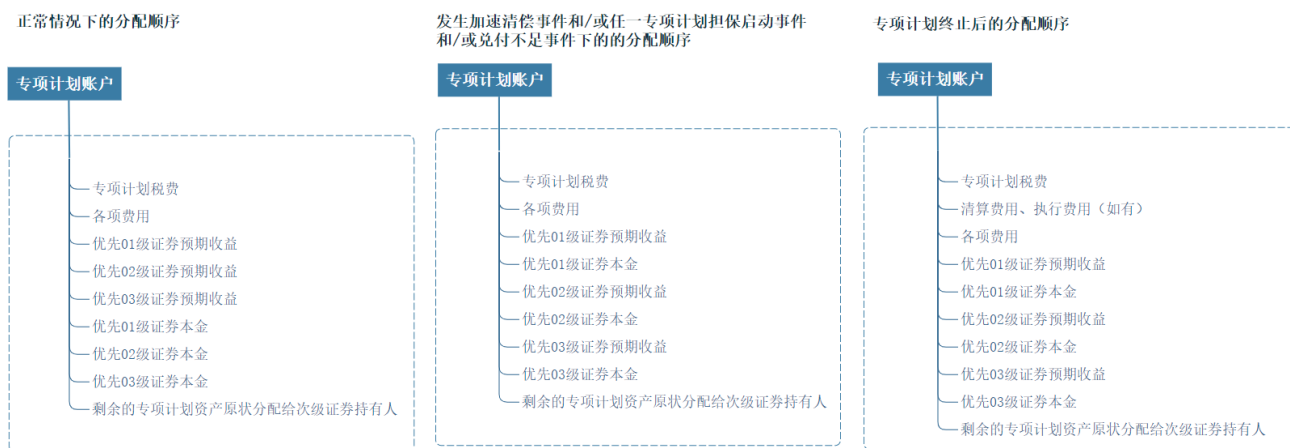 正常情况下的分配顺序
专项计划账户
专项计划税费
各项费用
优先01级证券预期收益
优先02级证券预期收益
优先03级证券预期收益
优先01级证券本金
优先02级证券本金
优先03级证券本金
剩余的专项计划资产原状分配给次级证券持有人
发生加速清偿事件和/或任一专项计划担保启动事件
和/或兑付不足事件下的的分配顺序
专项计划账户
专项计划税费
各项费用
优先01级证券预期收益
优先01级证券本金
优先02级证券预期收益
优先02级证券本金
优先03级证券预期收益
优先03级证券本金
剩余的专项计划资产原状分配给次级证券持有人
专项计划终止后的分配顺序
专项计划账户
专项计划税费
清算费用、执行费用（如有）
各项费用
优先01级证券预期收益
优先01级证券本金
优先02级证券预期收益
优先02级证券本金
优先03级证券预期收益
优先03级证券本金
剩余的专项计划资产原状分配给次级证券持有人